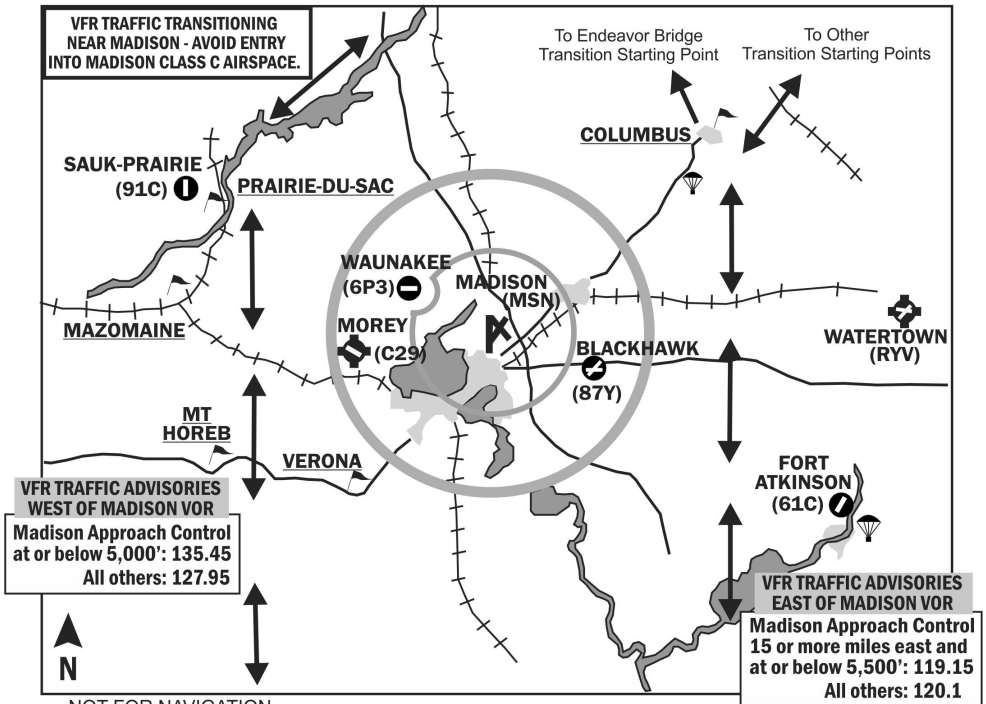 VFR TRAFFIC TRANSITIONING
NEAR MADISON - AVOID ENTRY
INTO MADISON CLASS C AIRSPACE.
To Endeavor Bridge
Transition Starting Point
To Other
Transition Starting Points
COLUMBUS
SAUK-PRAIRIE
(91C)
PRAIRIE-DU-SAC
WAUNAKEE
(6P3)
MADISON
(MSN)
MAZOMAINE
MOREY
(C29)
BLACKHAWK
(87Y)
WATERTOWN
(RYV)
MT
HOREB
VERONA
FORT
ATKINSON
(61C)
VFR TRAFFIC ADVISORIES
WEST OF MADISON VOR
Madison Approach Control
at or below 5,000': 135.45
All others: 127.95
VFR TRAFFIC ADVISORIES
EAST OF MADISON VOR
Madison Approach Control
15 or more miles east and
at or below 5,500': 119.15
All others: 120.1
N
NOT FOR NAVIGATION